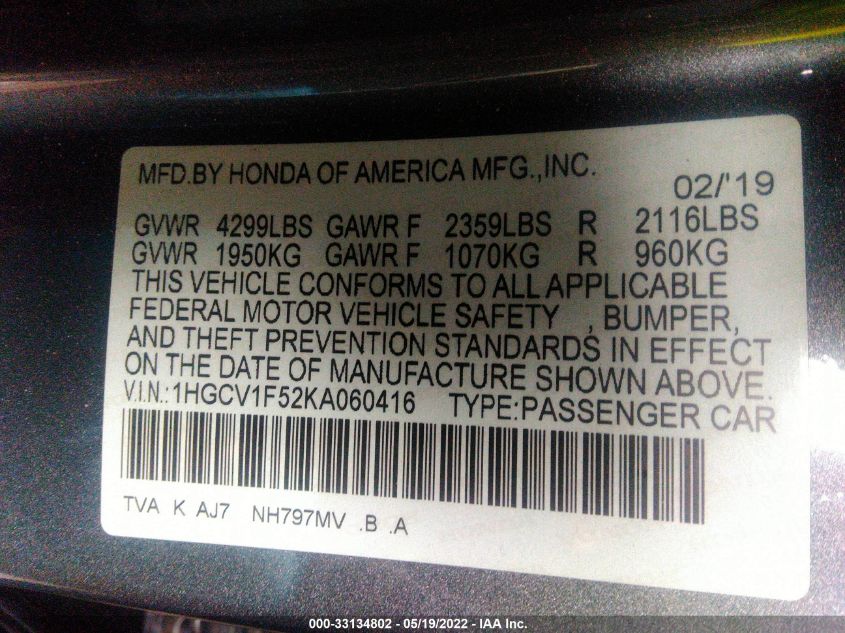 MFD.BY HONDA OF AMERICA MFG.,INC.
02/'19
GVWR 4299LBS GAWR F 2359LBS R 2116LBS
GVWR 1950KG GAWR F 1070KG R 960KG
THIS VEHICLE CONFORMS TO ALL APPLICABLE
FEDERAL MOTOR VEHICLE SAFETY , BUMPER,
AND THEFT PREVENTION STANDARDS IN EFFECT
ON THE DATE OF MANUFACTURE SHOWN ABOVE.
V.I.N.:1HGCV1F52KA060416 TYPE:PASSENGER CAR
TVA K AJ7 NH797MV .B .A
000-33134802 - 05/19/2022 - IAA Inc.